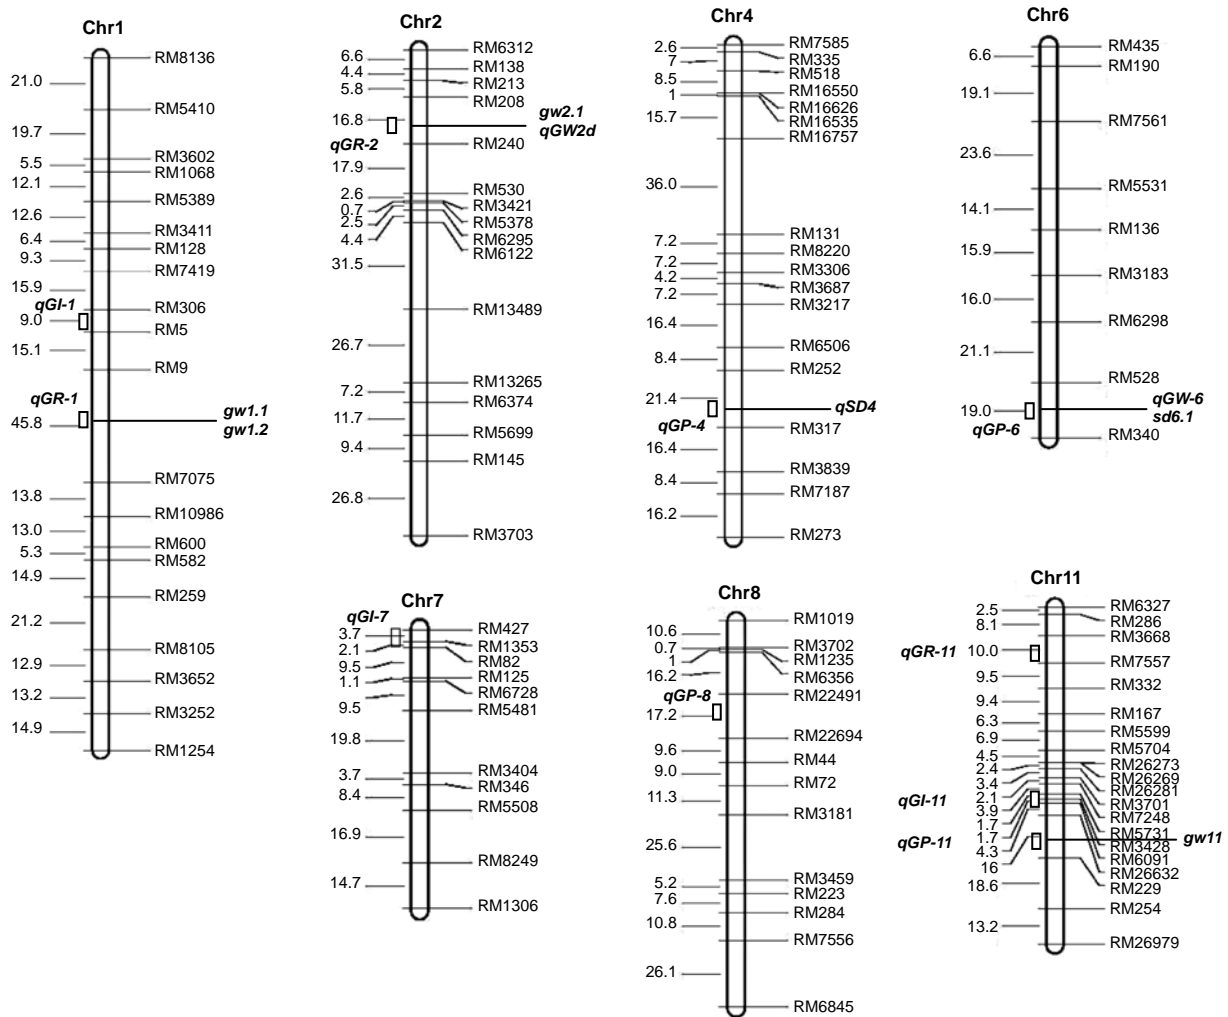 Chr1
RM8136
21.0
RM5410
19.7
RM3602
5.5
RM1068
12.1
RM5389
12.6
RM3411
6.4
RM128
9.3
RM7419
15.9
qGI-1
RM306
9.0
RM5
15.1
RM9
qGR-1
gw1.1
45.8
gw1.2
RM7075
13.8
RM10986
13.0
RM600
5.3
RM582
14.9
RM259
21.2
RM8105
12.9
RM3652
13.2
RM3252
14.9
RM1254
Chr2
RM6312
6.6
RM138
4.4
RM213
5.8
RM208
16.8
gw2.1
qGW2d
qGR-2
RM240
17.9
RM530
2.6
RM3421
0.7
RM5378
2.5
RM6295
4.4
RM6122
31.5
RM13489
26.7
RM13265
7.2
RM6374
11.7
RM5699
9.4
RM145
26.8
RM3703
Chr4
RM7585
2.6
RM335
7
RM518
8.5
RM16550
1
RM16626
15.7
RM16535
RM16757
36.0
RM131
7.2
RM8220
7.2
RM3306
4.2
RM3687
7.2
RM3217
16.4
RM6506
8.4
RM252
21.4
qSD4
qGP-4
RM317
16.4
RM3839
8.4
RM7187
16.2
RM273
Chr6
RM435
6.6
RM190
19.1
RM7561
23.6
RM5531
14.1
RM136
15.9
RM3183
16.0
RM6298
21.1
RM528
qGW-6
19.0
sd6.1
qGP-6
RM340
Chr7
qGI-7
RM427
3.7
RM1353
2.1
RM82
9.5
RM125
1.1
RM6728
9.5
RM5481
19.8
RM3404
3.7
RM346
8.4
RM5508
16.9
RM8249
14.7
RM1306
Chr8
RM1019
10.6
RM3702
0.7
RM1235
1
RM6356
16.2
RM22491
qGP-8
17.2
RM22694
9.6
RM44
9.0
RM72
11.3
RM3181
25.6
RM3459
5.2
RM223
7.6
RM284
10.8
RM7556
26.1
RM6845
Chr11
RM6327
2.5
RM286
8.1
RM3668
qGR-11
10.0
RM7557
9.5
RM332
9.4
RM167
6.3
RM5599
6.9
RM5704
4.5
RM26273
2.4
RM26269
3.4
RM26281
qGI-11
2.1
RM3701
3.9
RM7248
1.7
RM5731
1.7
gw11
qGP-11
RM3428
4.3
RM6091
16
RM26632
18.6
RM229
RM254
13.2
RM26979